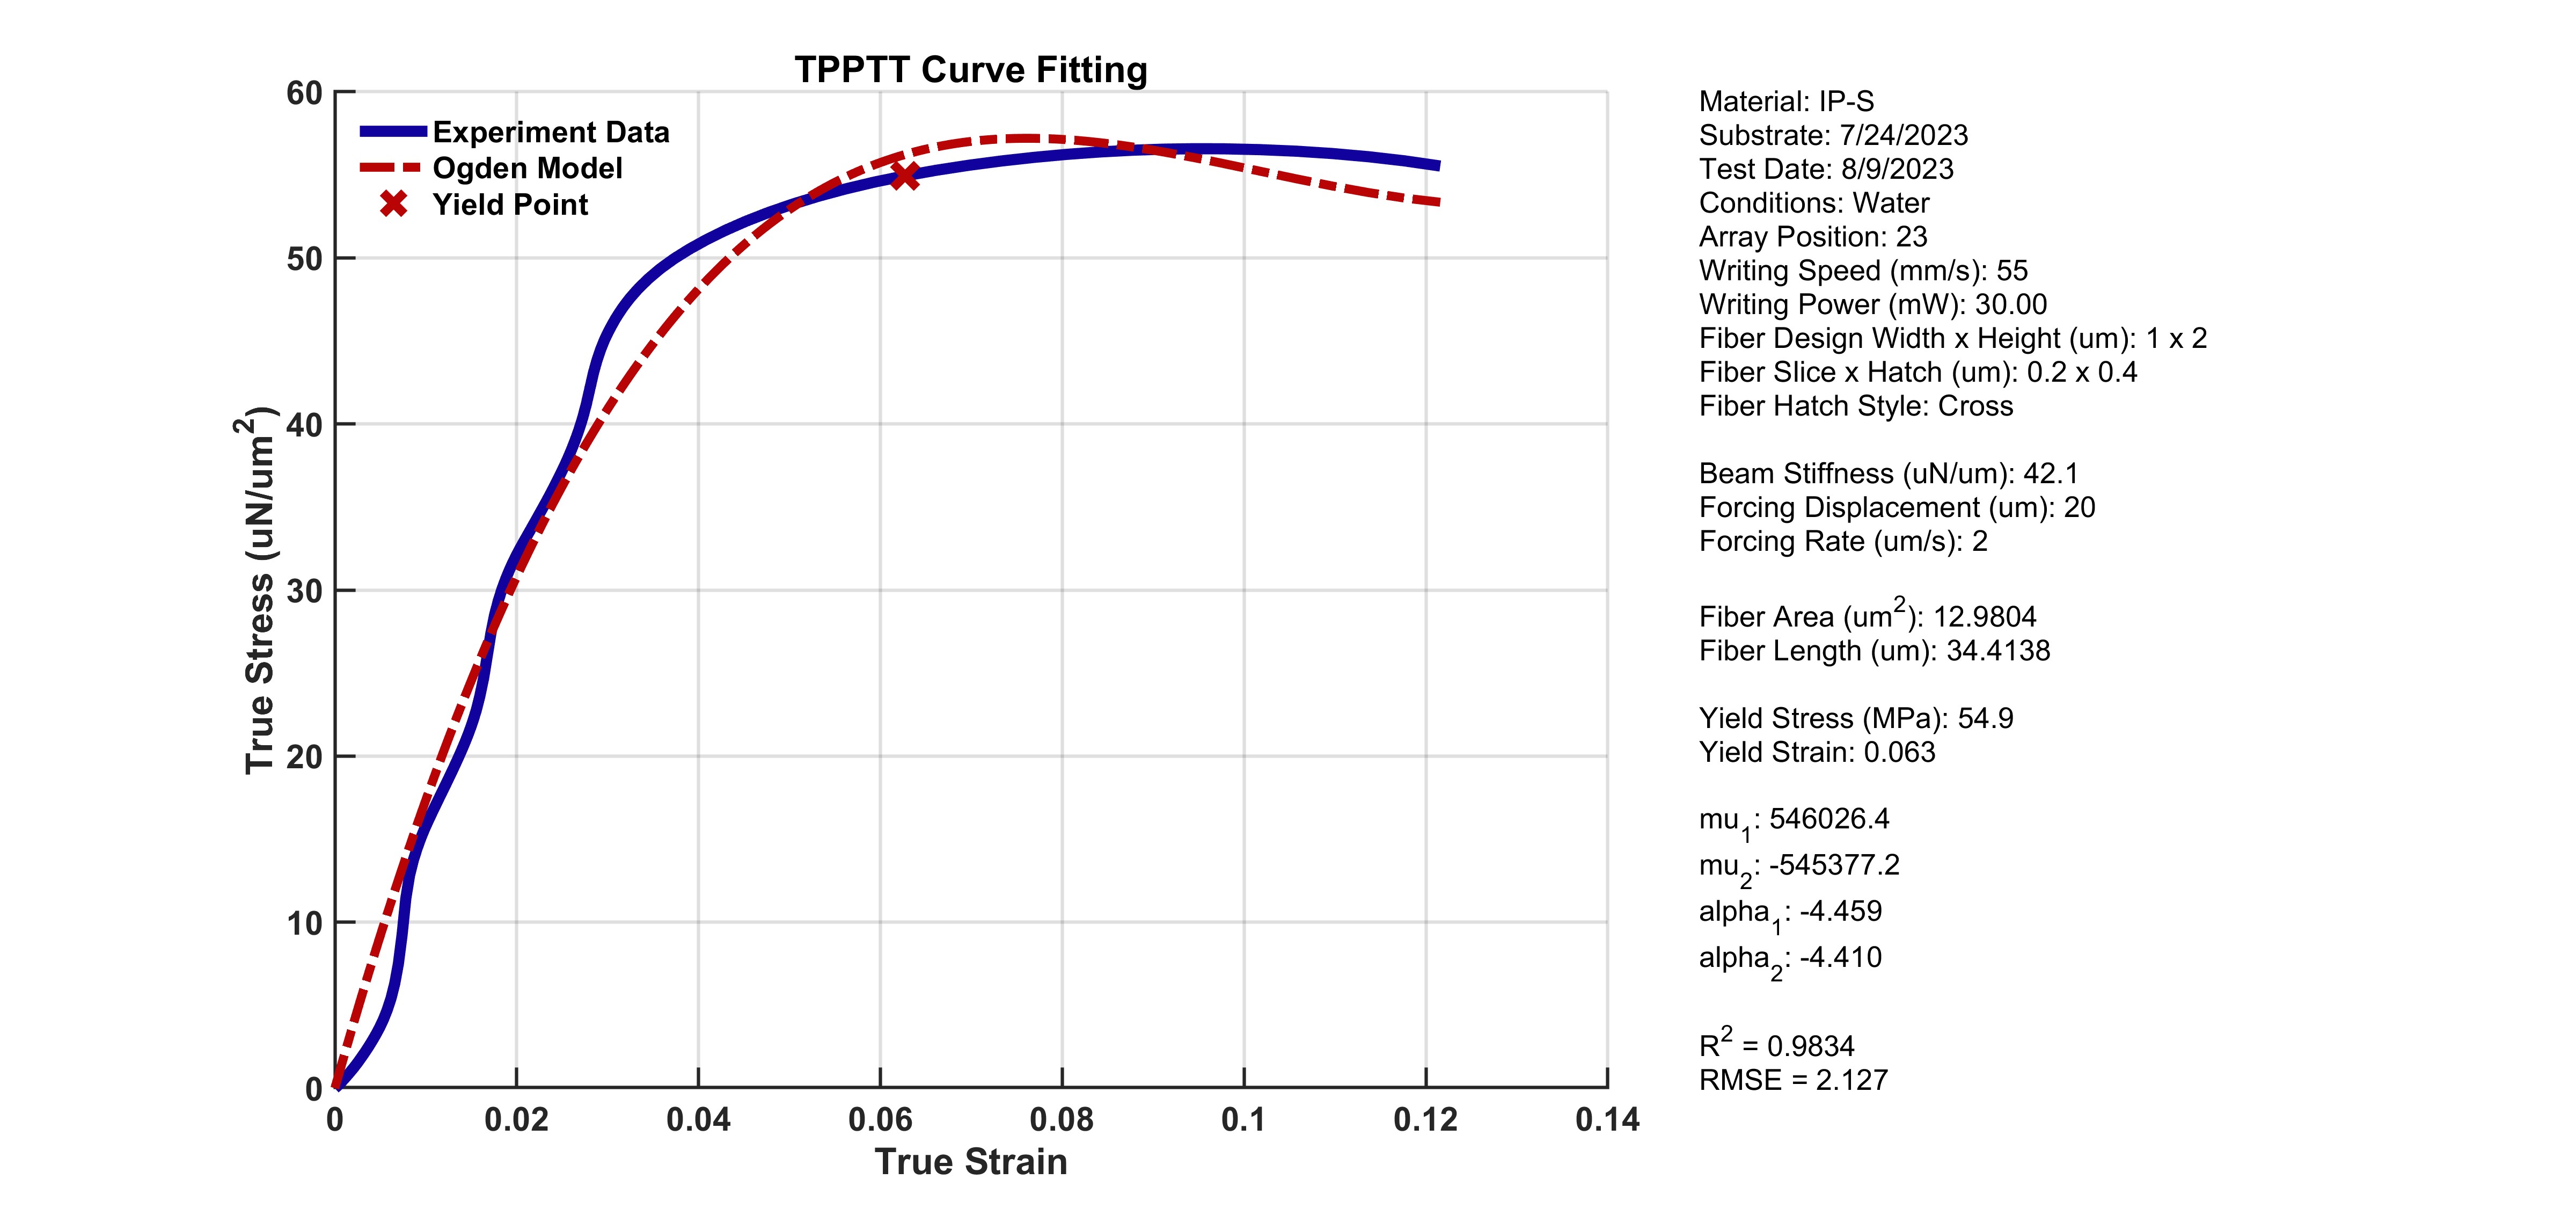 TPPTT Curve Fitting
60
50
40
30
20
10
0
True Stress (uN/um²)
Experiment Data
Ogden Model
Yield Point
0
0.02
0.04
0.06
0.08
0.1
0.12
0.14
True Strain
Material: IP-S
Substrate: 7/24/2023
Test Date: 8/9/2023
Conditions: Water
Array Position: 23
Writing Speed (mm/s): 55
Writing Power (mW): 30.00
Fiber Design Width x Height (um): 1 x 2
Fiber Slice x Hatch (um): 0.2 x 0.4
Fiber Hatch Style: Cross
Beam Stiffness (uN/um): 42.1
Forcing Displacement (um): 20
Forcing Rate (um/s): 2
Fiber Area (um²): 12.9804
Fiber Length (um): 34.4138
Yield Stress (MPa): 54.9
Yield Strain: 0.063
mu₁: 546026.4
mu₂: -545377.2
alpha₁: -4.459
alpha₂: -4.410
R² = 0.9834
RMSE = 2.127